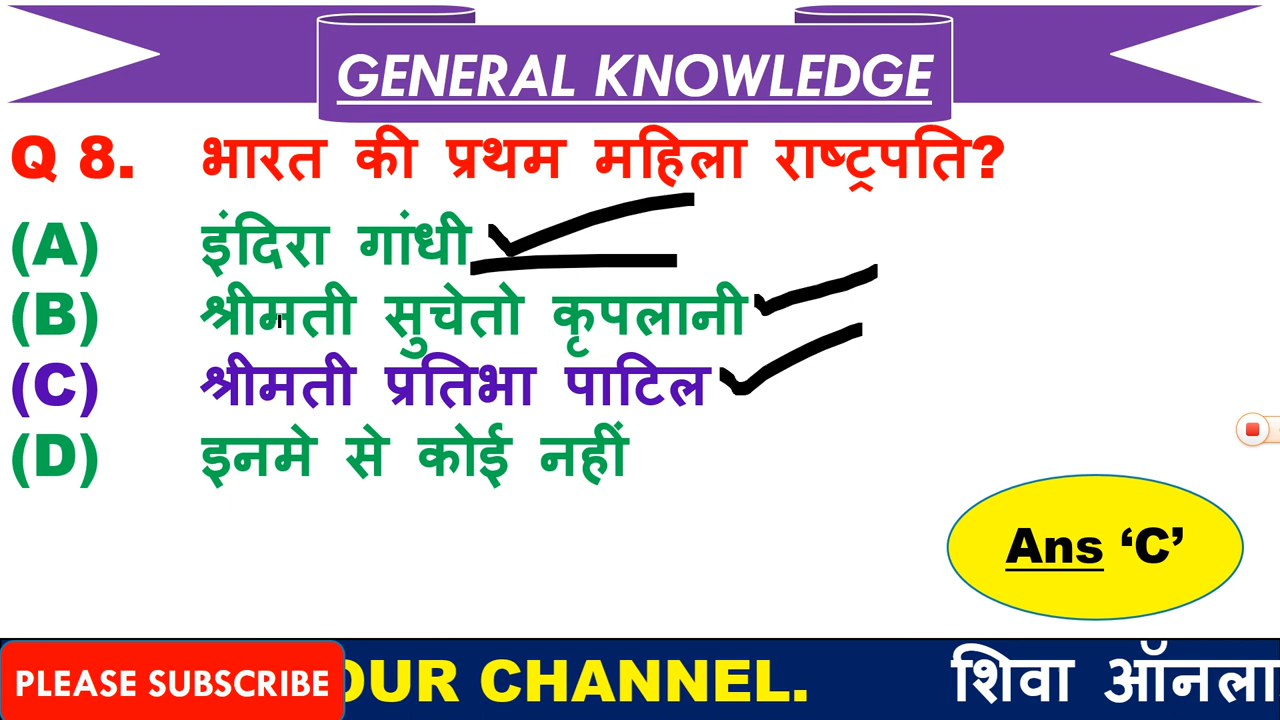 GENERAL KNOWLEDGE
Q 8. भारत की प्रथम महिला राष्ट्रपति?
(A) इंदिरा गांधी
(B) श्रीमती सुचेतो कृपलानी
(C) श्रीमती प्रतिभा पाटिल
(D) इनमे से कोई नहीं
Ans ‘C’
PLEASE SUBSCRIBE OUR CHANNEL. शिवा ऑनला